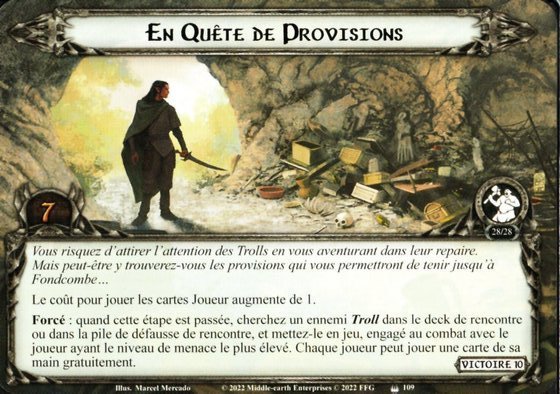 En Quête de Provisions
7
28/28
Vous risquez d'attirer l'attention des Trolls en vous aventurant dans leur repaire.
Mais peut-être y trouverez-vous les provisions qui vous permettront de tenir jusqu'à
Fondcombe…
Le coût pour jouer les cartes Joueur augmente de 1.
Forcé : quand cette étape est passée, cherchez un ennemi Troll dans le deck de rencontre
ou dans la pile de défausse de rencontre, et mettez-le en jeu, engagé au combat avec le
joueur ayant le niveau de menace le plus élevé. Chaque joueur peut jouer une carte de sa
main gratuitement.
Victoire 10
Illus. Marcel Mercado © 2022 Middle-earth Enterprises © 2022 FFG 109